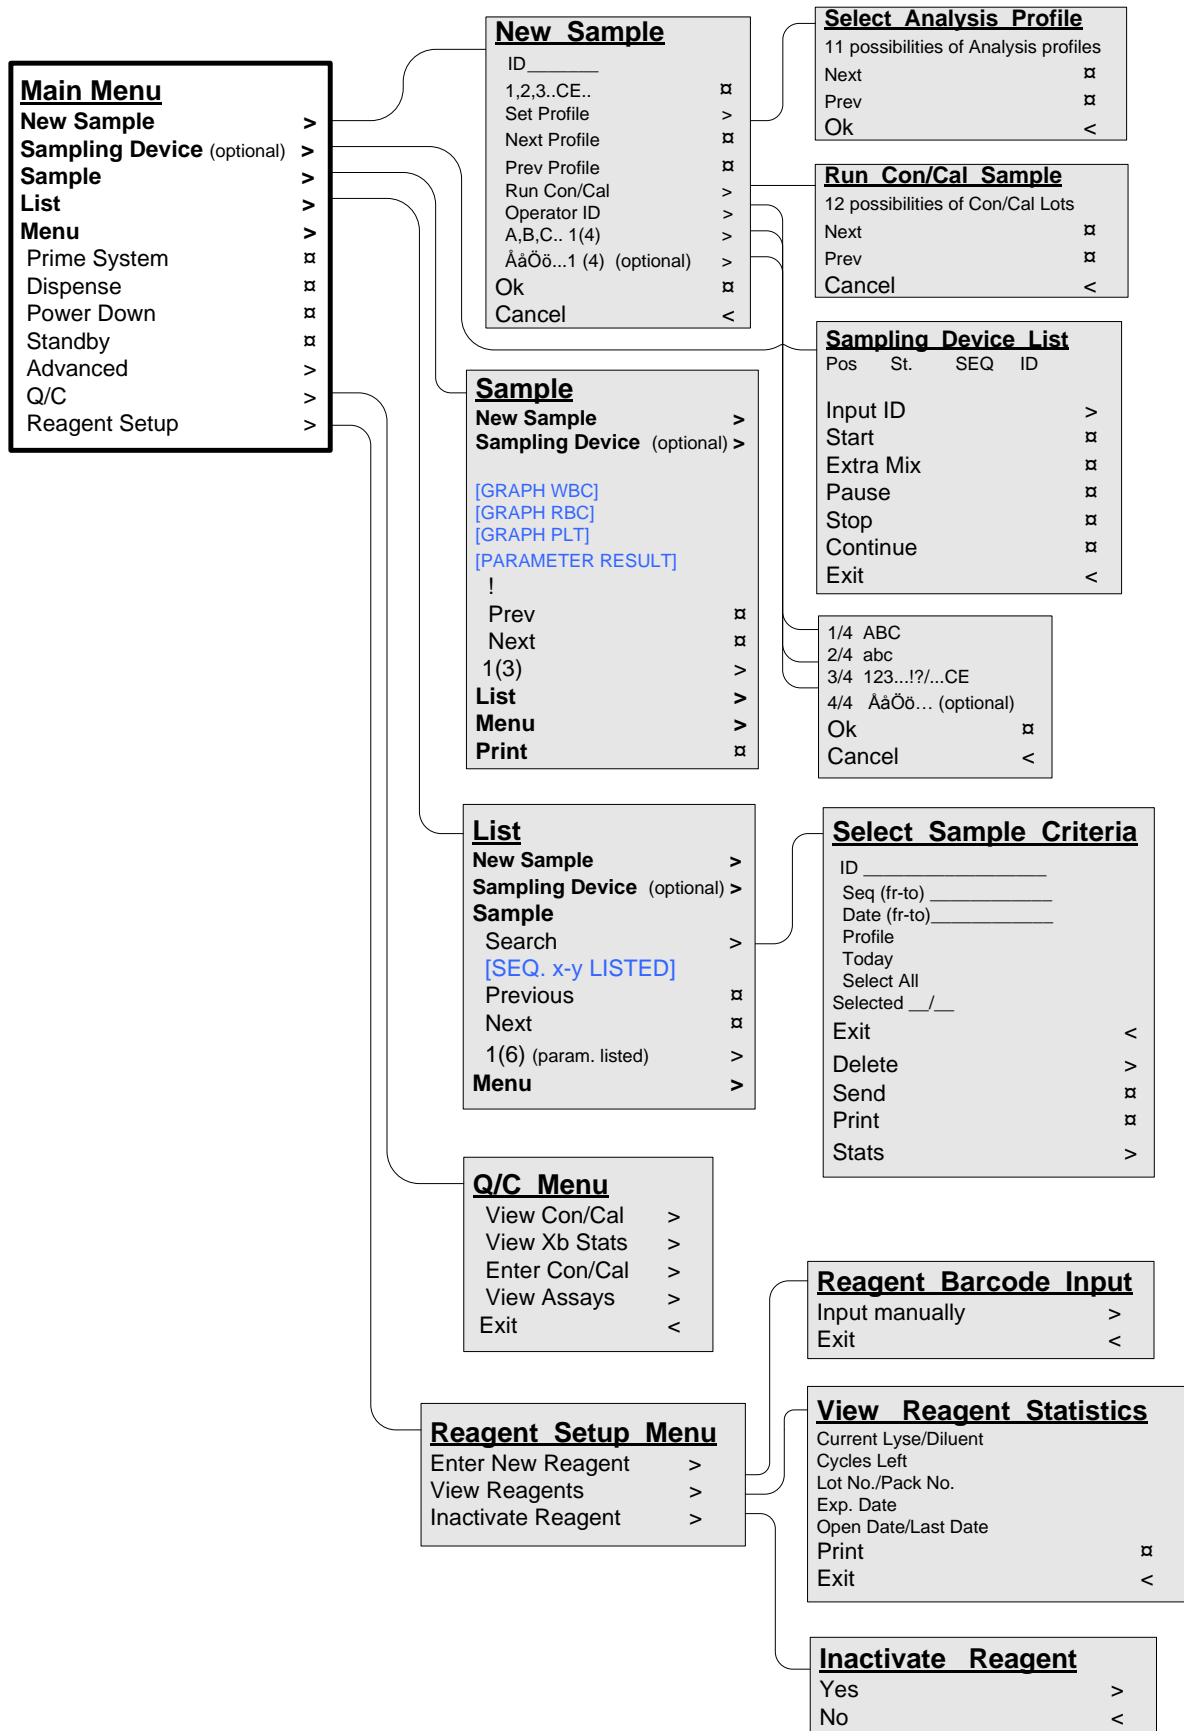 Main Menu
New Sample >
Sampling Device (optional) >
Sample >
List >
Menu >
Prime System ¤
Dispense ¤
Power Down ¤
Standby ¤
Advanced >
Q/C >
Reagent Setup >
New Sample
ID_______
1,2,3..CE.. ¤
Set Profile >
Next Profile ¤
Prev Profile ¤
Run Con/Cal >
Operator ID >
A,B,C.. 1(4) >
ÅåÖö...1 (4) (optional) >
Ok ¤
Cancel <
Select Analysis Profile
11 possibilities of Analysis profiles
Next ¤
Prev ¤
Ok <
Run Con/Cal Sample
12 possibilities of Con/Cal Lots
Next ¤
Prev ¤
Cancel <
Sampling Device List
Pos St. SEQ ID
Input ID >
Start ¤
Extra Mix ¤
Pause ¤
Stop ¤
Continue ¤
Exit <
Sample
New Sample >
Sampling Device (optional) >
[GRAPH WBC]
[GRAPH RBC]
[GRAPH PLT]
[PARAMETER RESULT]
!
Prev ¤
Next ¤
1(3) >
List >
Menu >
Print ¤
1/4 ABC
2/4 abc
3/4 123...!?/...CE
4/4 ÅåÖö… (optional)
Ok ¤
Cancel <
List
New Sample >
Sampling Device (optional) >
Sample
Search >
[SEQ. x-y LISTED]
Previous ¤
Next ¤
1(6) (param. listed) >
Menu >
Select Sample Criteria
ID __________________
Seq (fr-to) ____________
Date (fr-to)____________
Profile
Today
Select All
Selected __/__
Exit <
Delete >
Send ¤
Print ¤
Stats >
Q/C Menu
View Con/Cal >
View Xb Stats >
Enter Con/Cal >
View Assays >
Exit <
Reagent Barcode Input
Input manually >
Exit <
Reagent Setup Menu
Enter New Reagent >
View Reagents >
Inactivate Reagent >
View Reagent Statistics
Current Lyse/Diluent
Cycles Left
Lot No./Pack No.
Exp. Date
Open Date/Last Date
Print ¤
Exit <
Inactivate Reagent
Yes >
No <